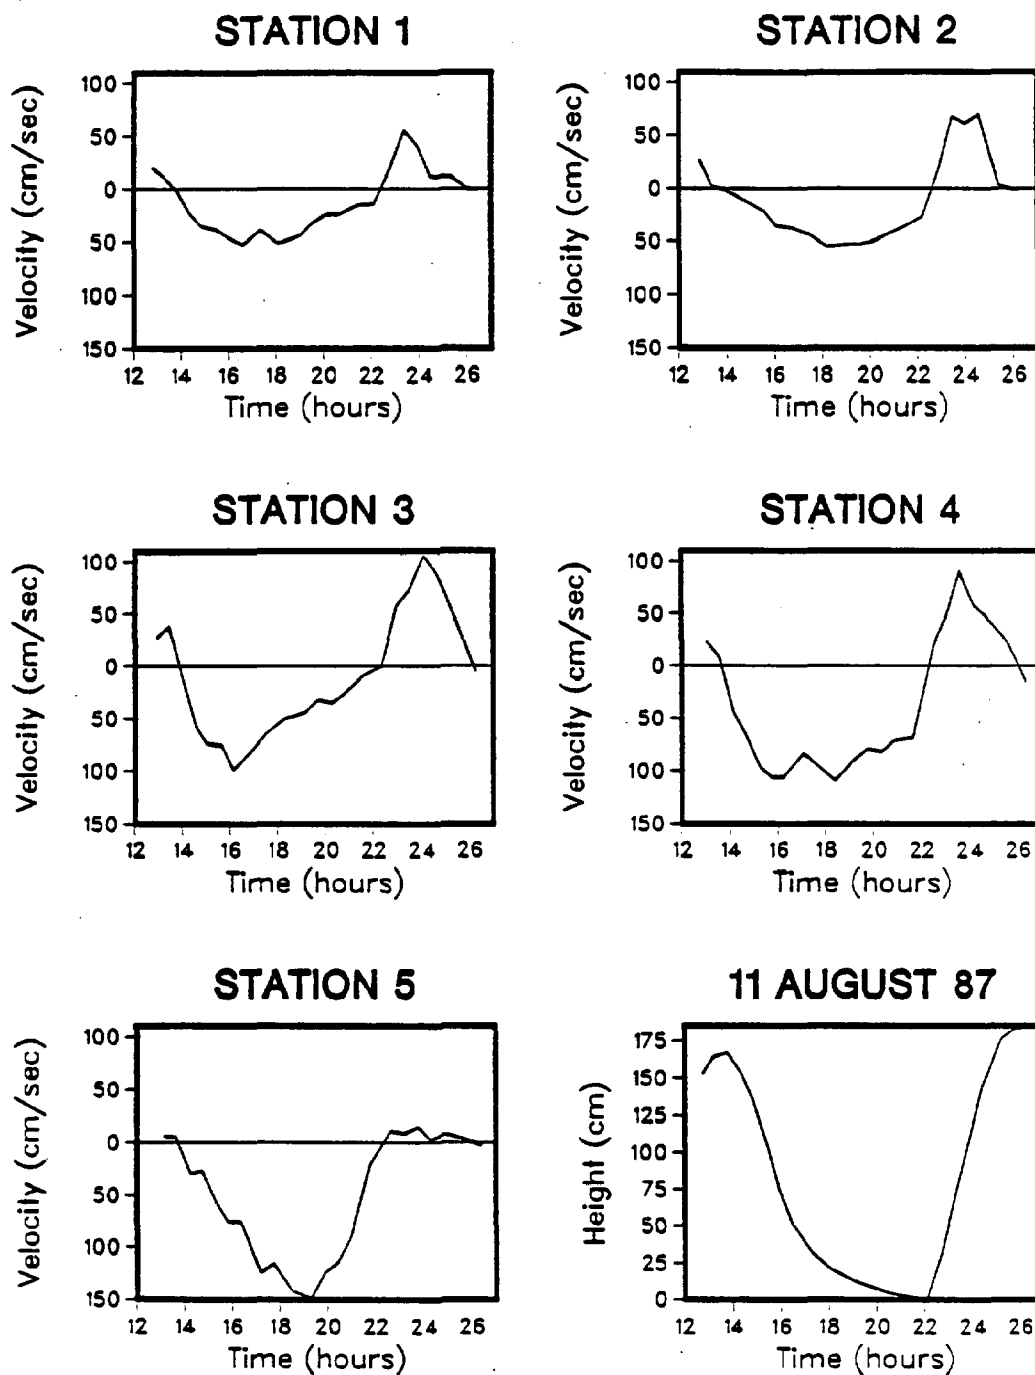 STATION 1
Velocity (cm/sec)
100
50
0
50
100
150
12 14 16 18 20 22 24 26
Time (hours)
STATION 2
Velocity (cm/sec)
100
50
0
50
100
150
12 14 16 18 20 22 24 26
Time (hours)
STATION 3
Velocity (cm/sec)
100
50
0
50
100
150
12 14 16 18 20 22 24 26
Time (hours)
STATION 4
Velocity (cm/sec)
100
50
0
50
100
150
12 14 16 18 20 22 24 26
Time (hours)
STATION 5
Velocity (cm/sec)
100
50
0
50
100
150
12 14 16 18 20 22 24 26
Time (hours)
11 AUGUST 87
Height (cm)
175
150
125
100
75
50
25
0
12 14 16 18 20 22 24 26
Time (hours)